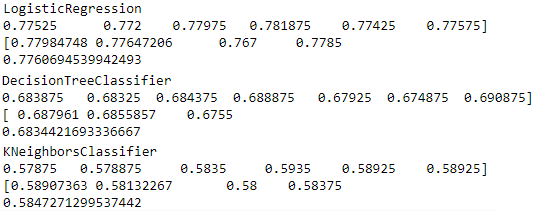 LogisticRegression
0.77525 0.772 0.77975 0.781875 0.77425 0.77575]
[0.77984748 0.77647206 0.767 0.7785
0.7760694539942493
DecisionTreeClassifier
0.683875 0.68325 0.684375 0.688875 0.67925 0.674875 0.690875]
[ 0.687961 0.6855857 0.6755
0.6834421693336667
KNeighborsClassifier
0.57875 0.578875 0.5835 0.5935 0.58925 0.58925]
[0.58907363 0.58132267 0.58 0.58375
0.5847271299537442